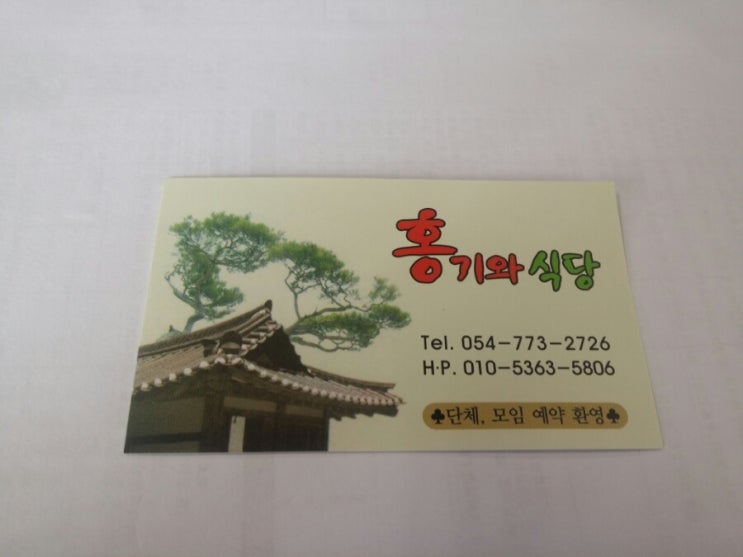 홍기와 식당
Tel. 054-773-2726
H·P. 010-5363-5806
♣단체, 모임 예약 환영♣